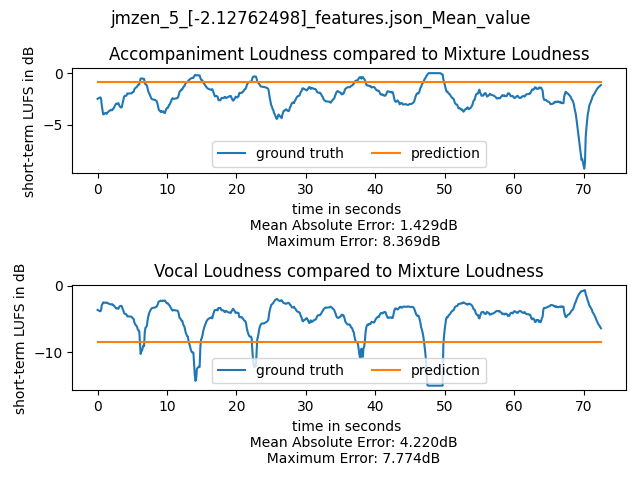 jmzen_5_[-2.12762498]_features.json_Mean_value
Accompaniment Loudness compared to Mixture Loudness
short-term LUFS in dB
0
−5
ground truth
prediction
0 10 20 30 40 50 60 70
time in seconds
Mean Absolute Error: 1.429dB
Maximum Error: 8.369dB
Vocal Loudness compared to Mixture Loudness
short-term LUFS in dB
0
−10
ground truth
prediction
0 10 20 30 40 50 60 70
time in seconds
Mean Absolute Error: 4.220dB
Maximum Error: 7.774dB